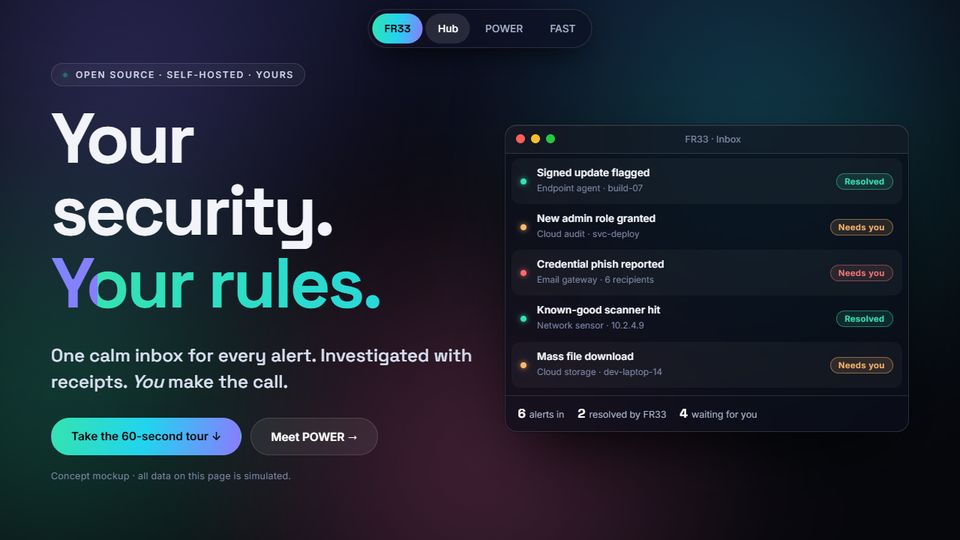 FR33 Hub POWER FAST
OPEN SOURCE · SELF-HOSTED · YOURS
Your
security.
Your rules.
One calm inbox for every alert. Investigated with
receipts. You make the call.
Take the 60-second tour ↓ Meet POWER →
Concept mockup · all data on this page is simulated.
FR33 · Inbox
Signed update flagged
Endpoint agent · build-07
Resolved
New admin role granted
Cloud audit · svc-deploy
Needs you
Credential phish reported
Email gateway · 6 recipients
Needs you
Known-good scanner hit
Network sensor · 10.2.4.9
Resolved
Mass file download
Cloud storage · dev-laptop-14
Needs you
6 alerts in 2 resolved by FR33 4 waiting for you